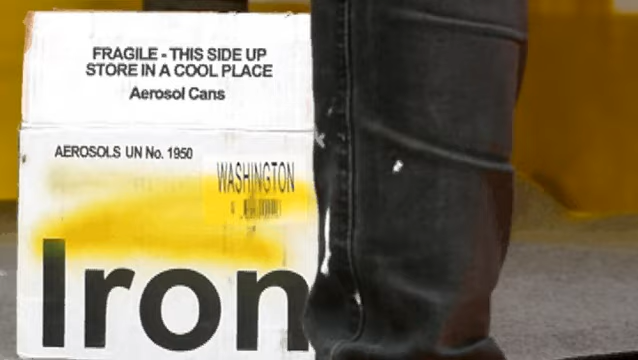 FRAGILE - THIS SIDE UP
STORE IN A COOL PLACE
Aerosol Cans
AEROSOLS UN No. 1950
WASHINGTON
Iron